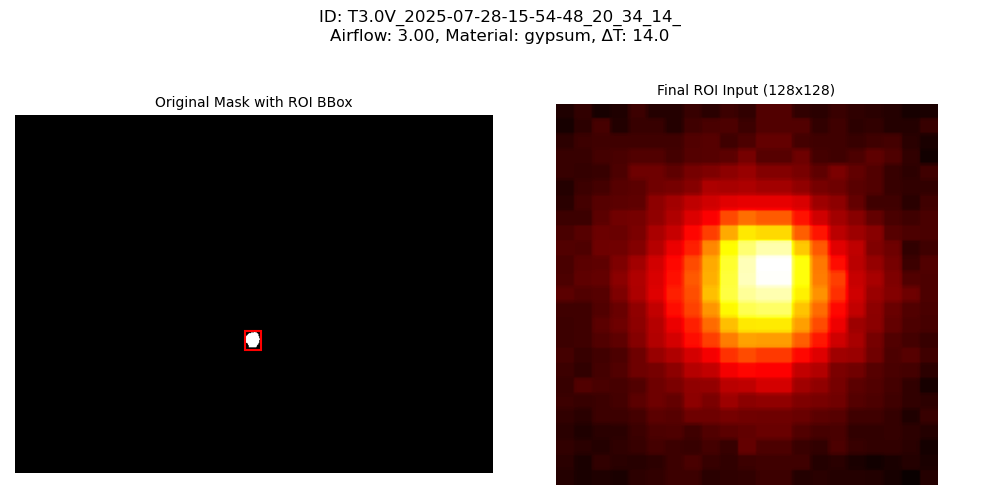 ID: T3.0V_2025-07-28-15-54-48_20_34_14_
Airflow: 3.00, Material: gypsum, ΔT: 14.0
Original Mask with ROI BBox
Final ROI Input (128x128)